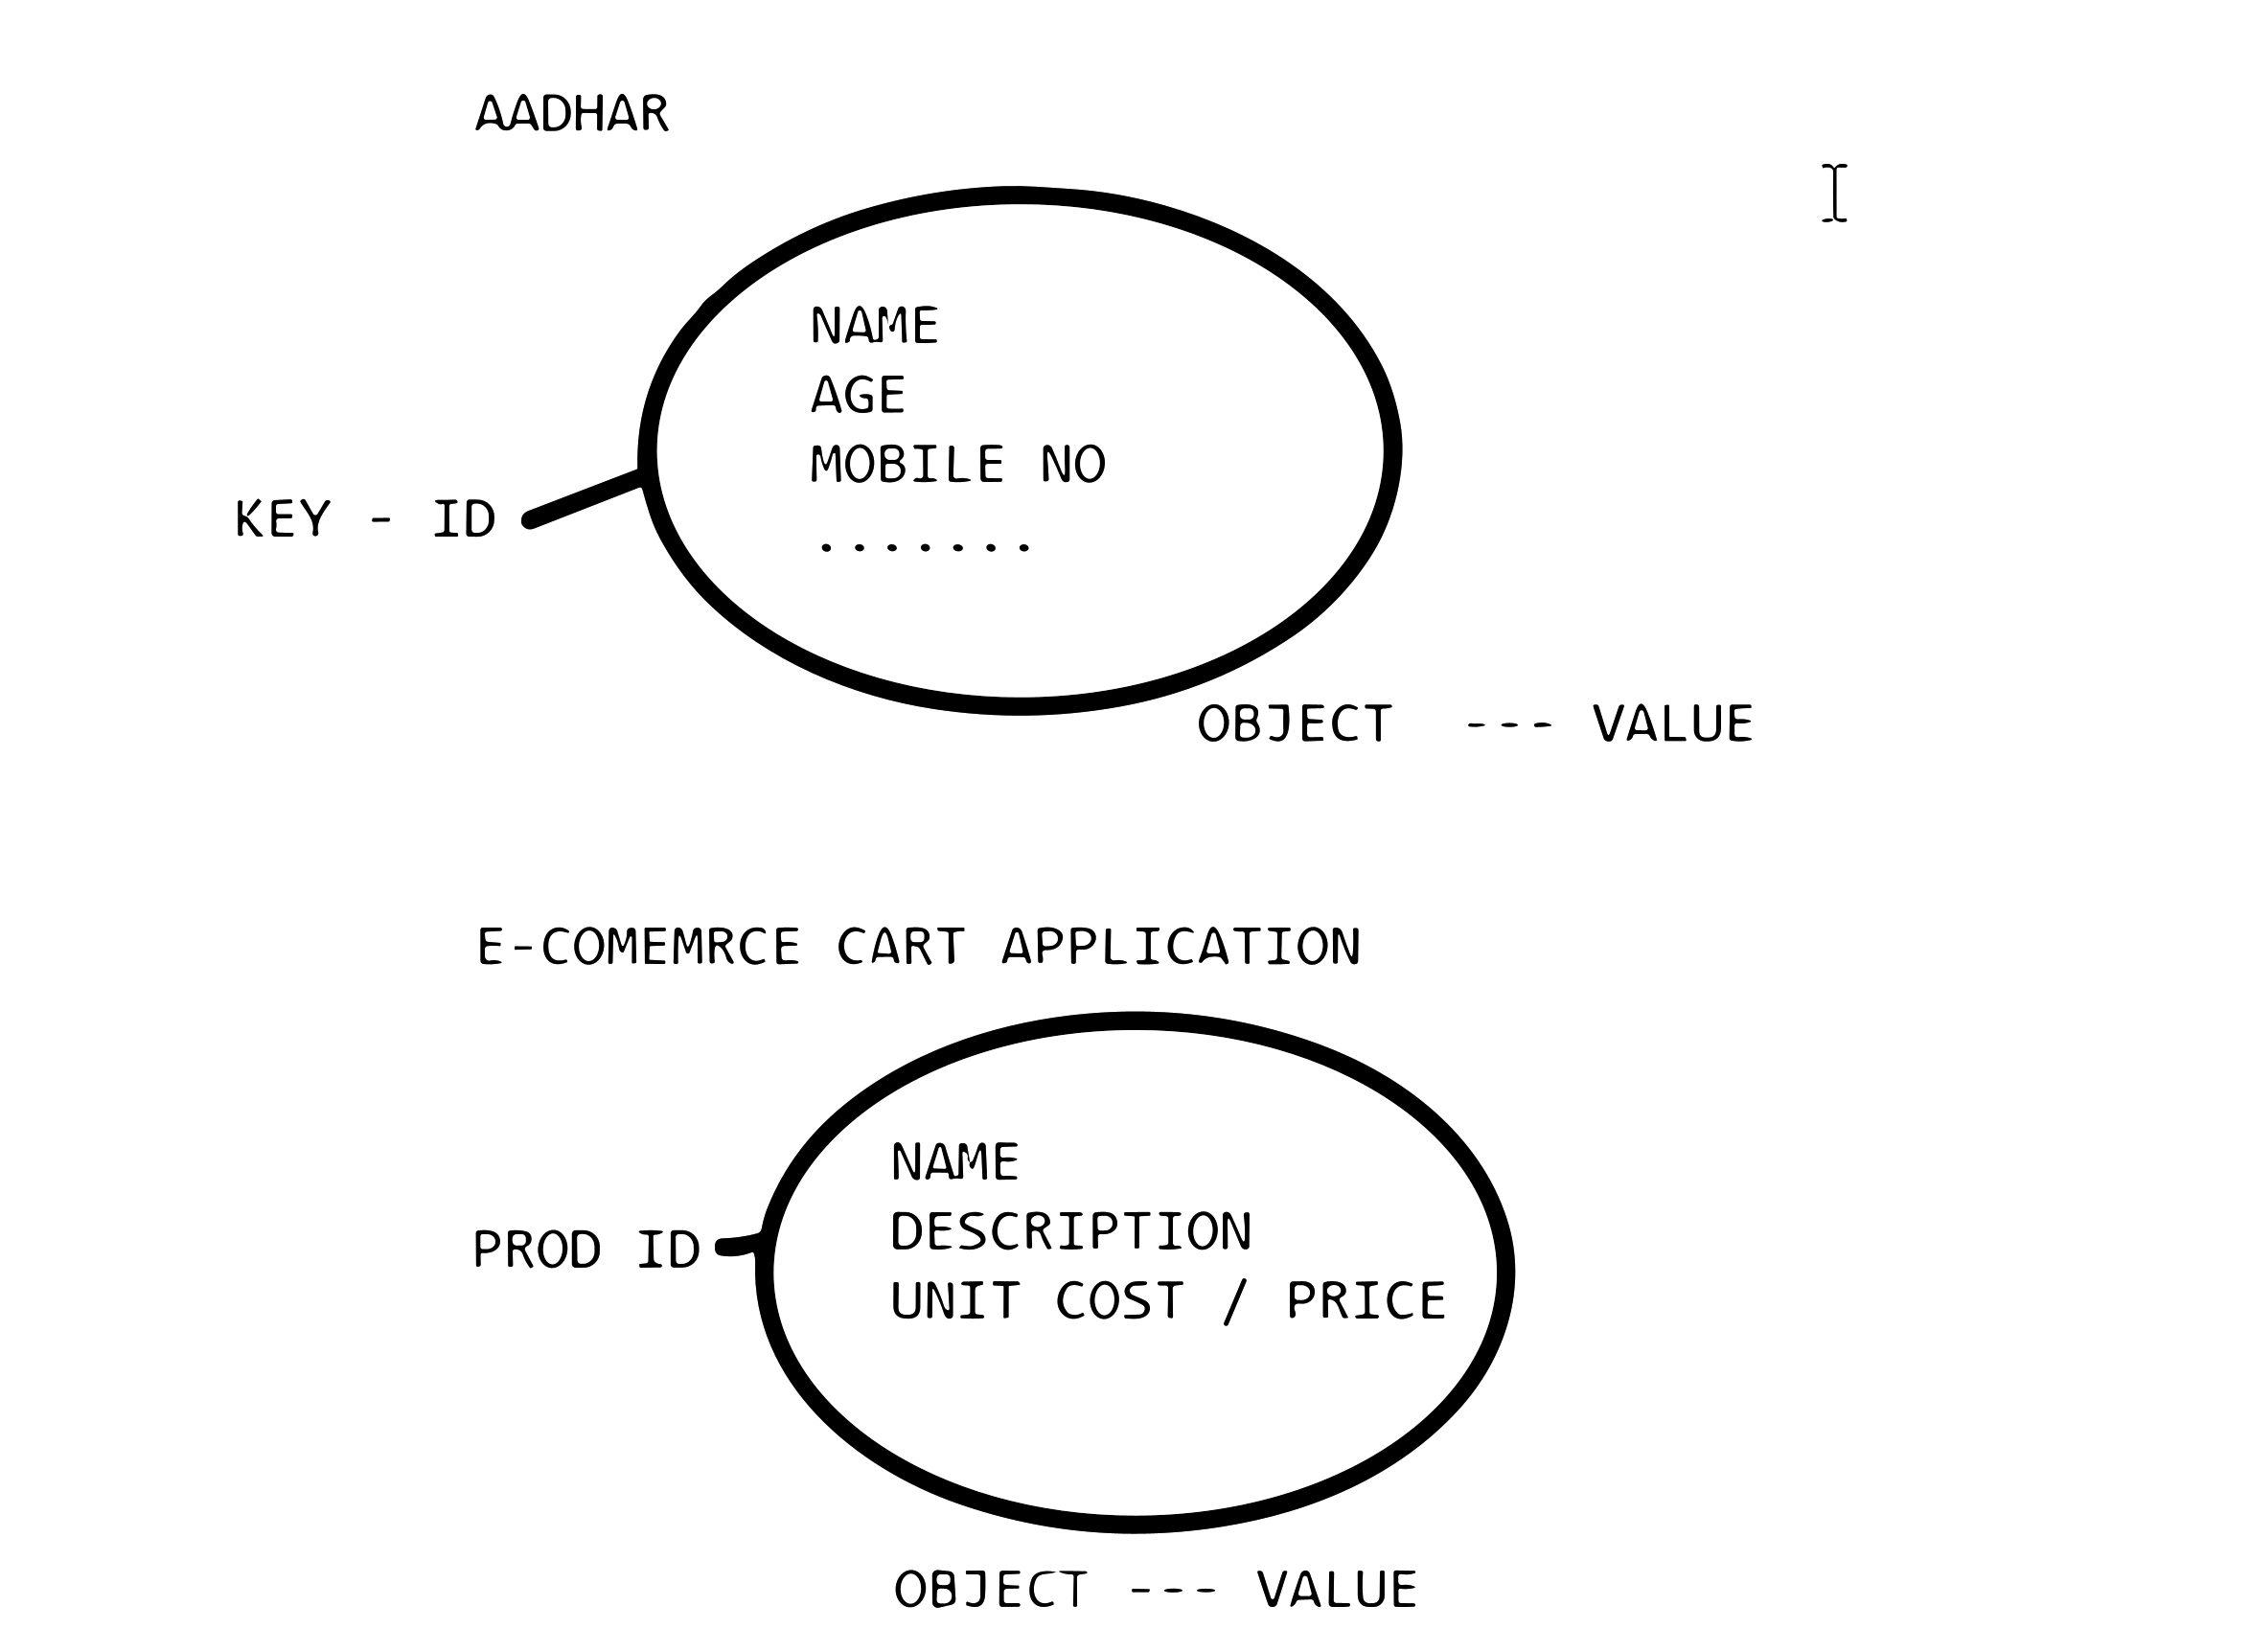 AADHAR
NAME
AGE
MOBILE NO
KEY - ID
.......
OBJECT --- VALUE
E-COMEMRCE CART APPLICATION
NAME
DESCRIPTION
PROD ID
UNIT COST / PRICE
OBJECT --- VALUE